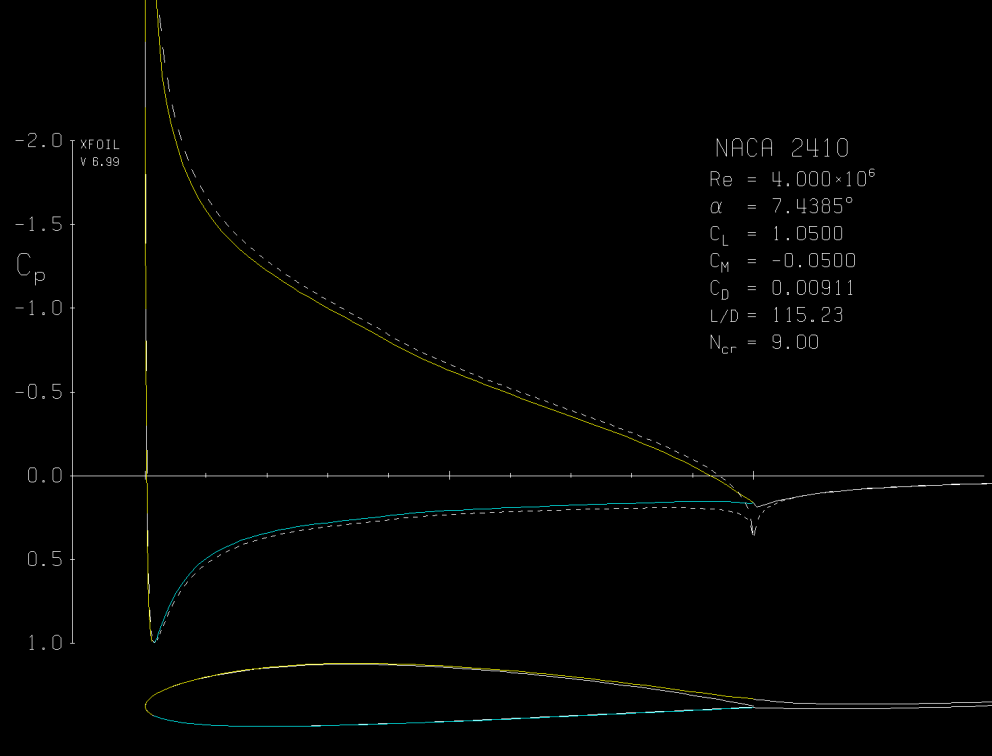 XFOIL
V 6.99
-2.0
-1.5
Cp
-1.0
-0.5
0.0
0.5
1.0
NACA 2410
Re = 4.000×10⁶
α = 7.4385°
CL = 1.0500
CM = -0.0500
CD = 0.00911
L/D = 115.23
Ncr = 9.00